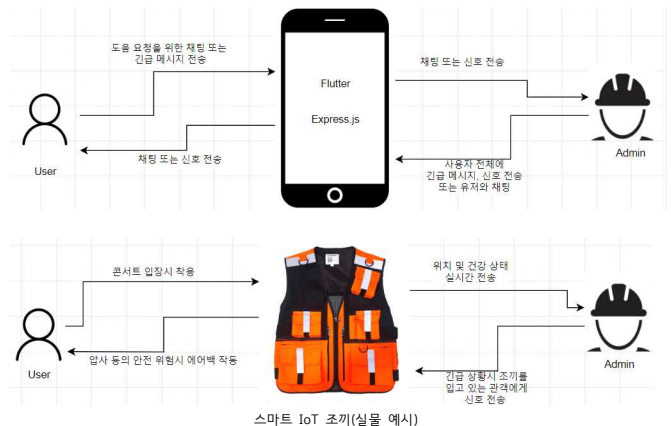 도움 요청을 위한 채팅 또는
긴급 메시지 전송
채팅 또는 신호 전송
Flutter
Express.js
User
채팅 또는 신호 전송
Admin
사용자 전체에
긴급 메시지, 신호 전송
또는 유저와 채팅
콘서트 입장시 착용
위치 및 건강 상태
실시간 전송
User
압사 등의 안전 위험시 에어백 작동
Admin
긴급 상황시 조끼를
입고 있는 관객에게
신호 전송
스마트 IoT 조끼(실물 예시)